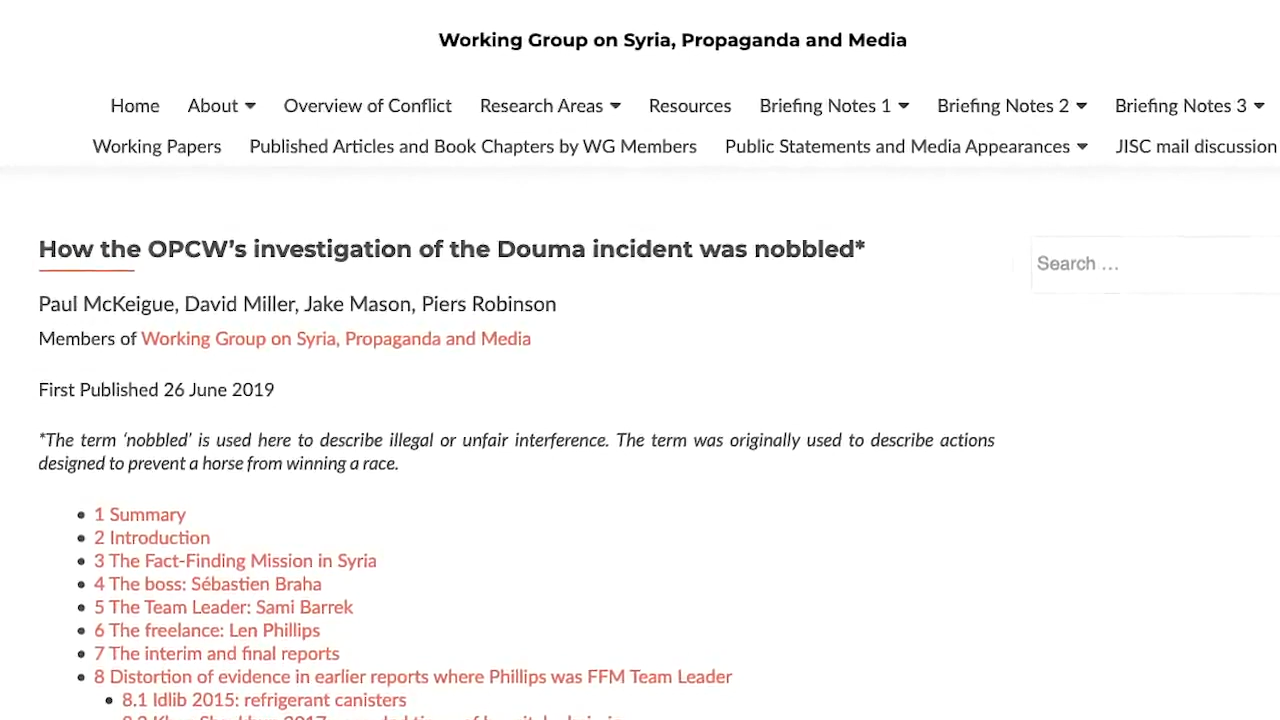 Working Group on Syria, Propaganda and Media
Home About Overview of Conflict Research Areas Resources Briefing Notes 1 Briefing Notes 2 Briefing Notes 3
Working Papers Published Articles and Book Chapters by WG Members Public Statements and Media Appearances JISC mail discussion
How the OPCW’s investigation of the Douma incident was nobbled*
Search ...
Paul McKeigue, David Miller, Jake Mason, Piers Robinson
Members of Working Group on Syria, Propaganda and Media
First Published 26 June 2019
*The term ‘nobbled’ is used here to describe illegal or unfair interference. The term was originally used to describe actions
designed to prevent a horse from winning a race.
1 Summary
2 Introduction
3 The Fact-Finding Mission in Syria
4 The boss: Sébastien Braha
5 The Team Leader: Sami Barrek
6 The freelance: Len Phillips
7 The interim and final reports
8 Distortion of evidence in earlier reports where Phillips was FFM Team Leader
8.1 Idlib 2015: refrigerant canisters